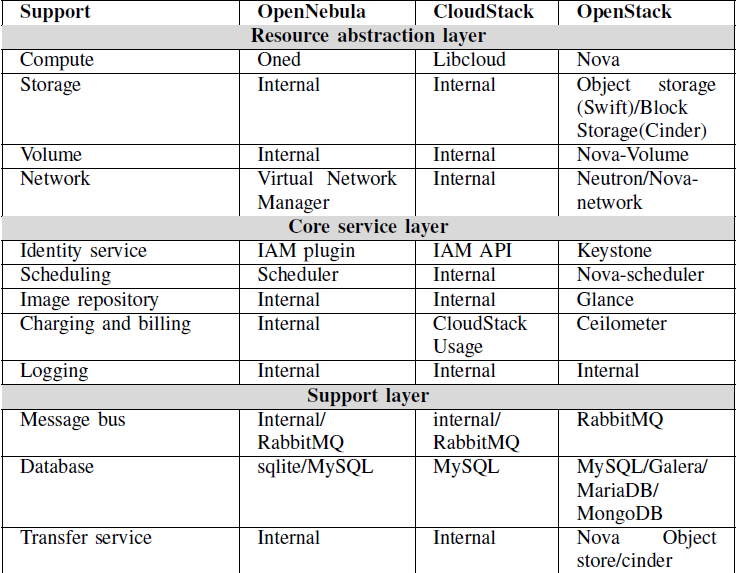 Support OpenNebula CloudStack OpenStack
Resource abstraction layer
Compute Oned Libcloud Nova
Storage Internal Internal Object storage
(Swift)/Block
Storage(Cinder)
Volume Internal Internal Nova-Volume
Network Virtual Network Internal Neutron/Nova-
Manager network
Core service layer
Identity service IAM plugin IAM API Keystone
Scheduling Scheduler Internal Nova-scheduler
Image repository Internal Internal Glance
Charging and billing Internal CloudStack Ceilometer
Usage
Logging Internal Internal Internal
Support layer
Message bus Internal/ internal/ RabbitMQ
RabbitMQ RabbitMQ
Database sqlite/MySQL MySQL MySQL/Galera/
MariaDB/
MongoDB
Transfer service Internal Internal Nova Object
store/cinder